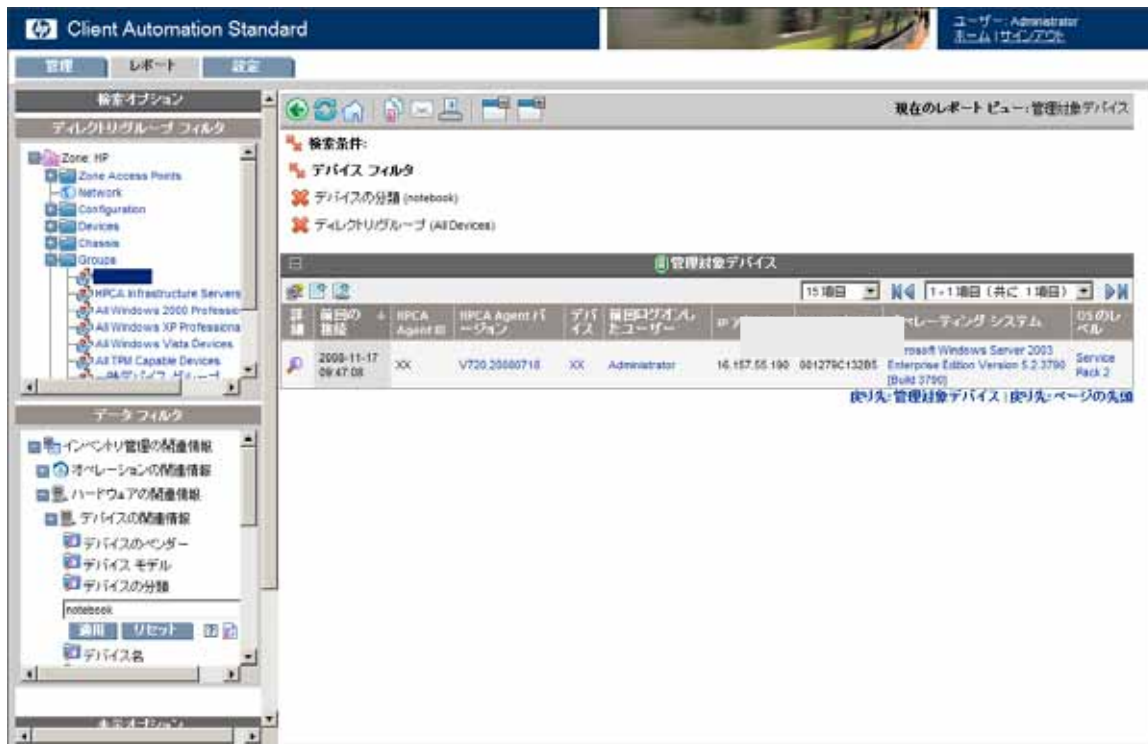 Client Automation Standard
ユーザー: Administrator
ホーム | サインアウト
管理
レポート
設定
検索オプション
ディレクトリ/グループ フィルタ
Zone: HP
Zone Access Points
Network
Configuration
Devices
Chassis
Groups
HPCA Infrastructure Servers
All Windows 2000 Professio
All Windows XP Professiona
All Windows Vista Devices
All TPM Capable Devices
データ フィルタ
インベントリ管理の関連情報
オペレーションの関連情報
ハードウェアの関連情報
デバイスの関連情報
デバイスのベンダー
デバイス モデル
デバイスの分類
notebook
適用
リセット
デバイス名
表示オプション
現在のレポート ビュー: 管理対象デバイス
検索条件:
デバイス フィルタ
デバイスの分類 (notebook)
ディレクトリ/グループ (All Devices)
管理対象デバイス
15 項目
1-1 項目 (共に 1 項目)
詳細 前回の接続 HPCA Agent ID HPCA Agent バージョン デバイス 前回ログオンしたユーザー IP ペレーティング システム OS のレベル
2008-11-17 09:47:08 XX V720.20080718 XX Administrator 16.157.55.190 001279C132B5 rosoft Windows Server 2003 Enterprise Edition Version 5.2.3790 [Build 3790] Service Pack 2
戻り先: 管理対象デバイス | 戻り先: ページの先頭